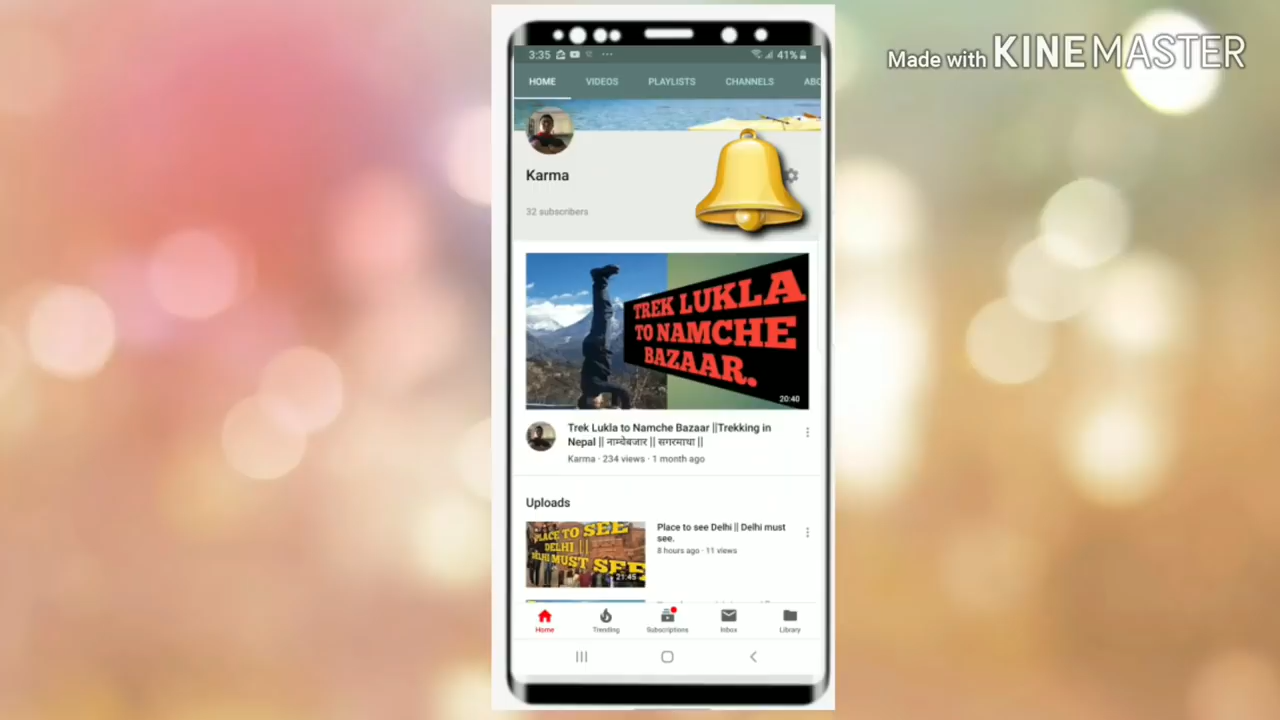 Made with KINEMASTER
3:35
41%
HOME VIDEOS PLAYLISTS CHANNELS ABO
Karma
32 subscribers
TREK LUKLA
TO NAMCHE
BAZAAR.
20:40
Trek Lukla to Namche Bazaar ||Trekking in
Nepal || नाम्चेबजार || सगरमाथा ||
Karma · 234 views · 1 month ago
Uploads
PLACE TO SEE
DELHI ||
DELHI MUST SEE
21:45
Place to see Delhi || Delhi must
see.
8 hours ago · 11 views
Home Trending Subscriptions Inbox Library